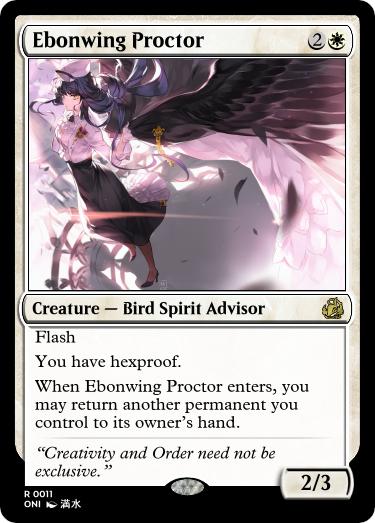 Ebonwing Proctor 2
Creature — Bird Spirit Advisor
Flash
You have hexproof.
When Ebonwing Proctor enters, you
may return another permanent you
control to its owner's hand.
“Creativity and Order need not be
exclusive.”
2/3
R 0011
ONI 満水